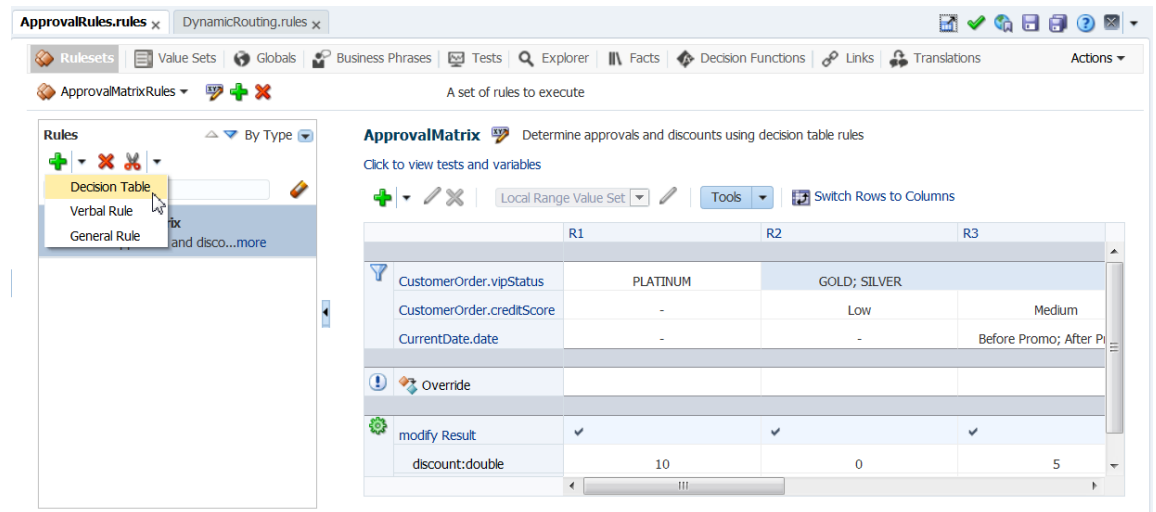 ApprovalRules.rules x DynamicRouting.rules x
Rulesets Value Sets Globals Business Phrases Tests Explorer Facts Decision Functions Links Translations Actions
ApprovalMatrixRules A set of rules to execute
Rules By Type
ApprovalMatrix Determine approvals and discounts using decision table rules
Click to view tests and variables
Decision Table
Verbal Rule
General Rule
rix
and disco...more
Local Range Value Set Tools Switch Rows to Columns
R1 R2 R3
CustomerOrder.vipStatus PLATINUM GOLD; SILVER
CustomerOrder.creditScore - Low Medium
CurrentDate.date - - Before Promo; After
Override
modify Result
discount:double 10 0 5